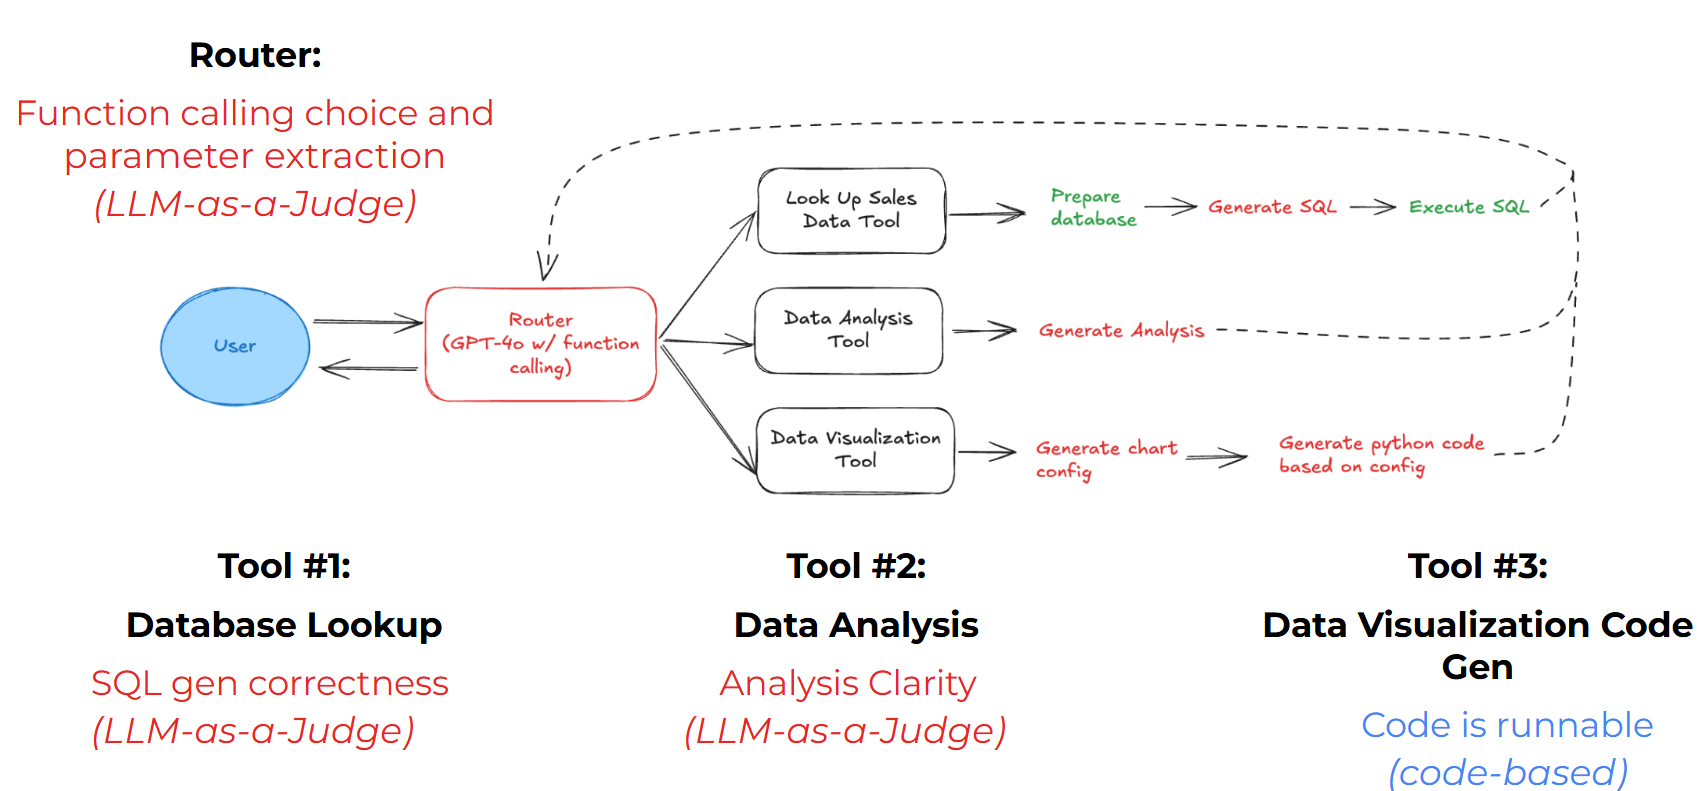 Router:
Function calling choice and
parameter extraction
(LLM-as-a-Judge)
User
Router
(GPT-4o w/ function
calling)
Look Up Sales
Data Tool
Prepare
database
Generate SQL
Execute SQL
Data Analysis
Tool
Generate Analysis
Data Visualization
Tool
Generate chart
config
Generate python code
based on config
Tool #1:
Database Lookup
SQL gen correctness
(LLM-as-a-Judge)
Tool #2:
Data Analysis
Analysis Clarity
(LLM-as-a-Judge)
Tool #3:
Data Visualization Code
Gen
Code is runnable
(code-based)